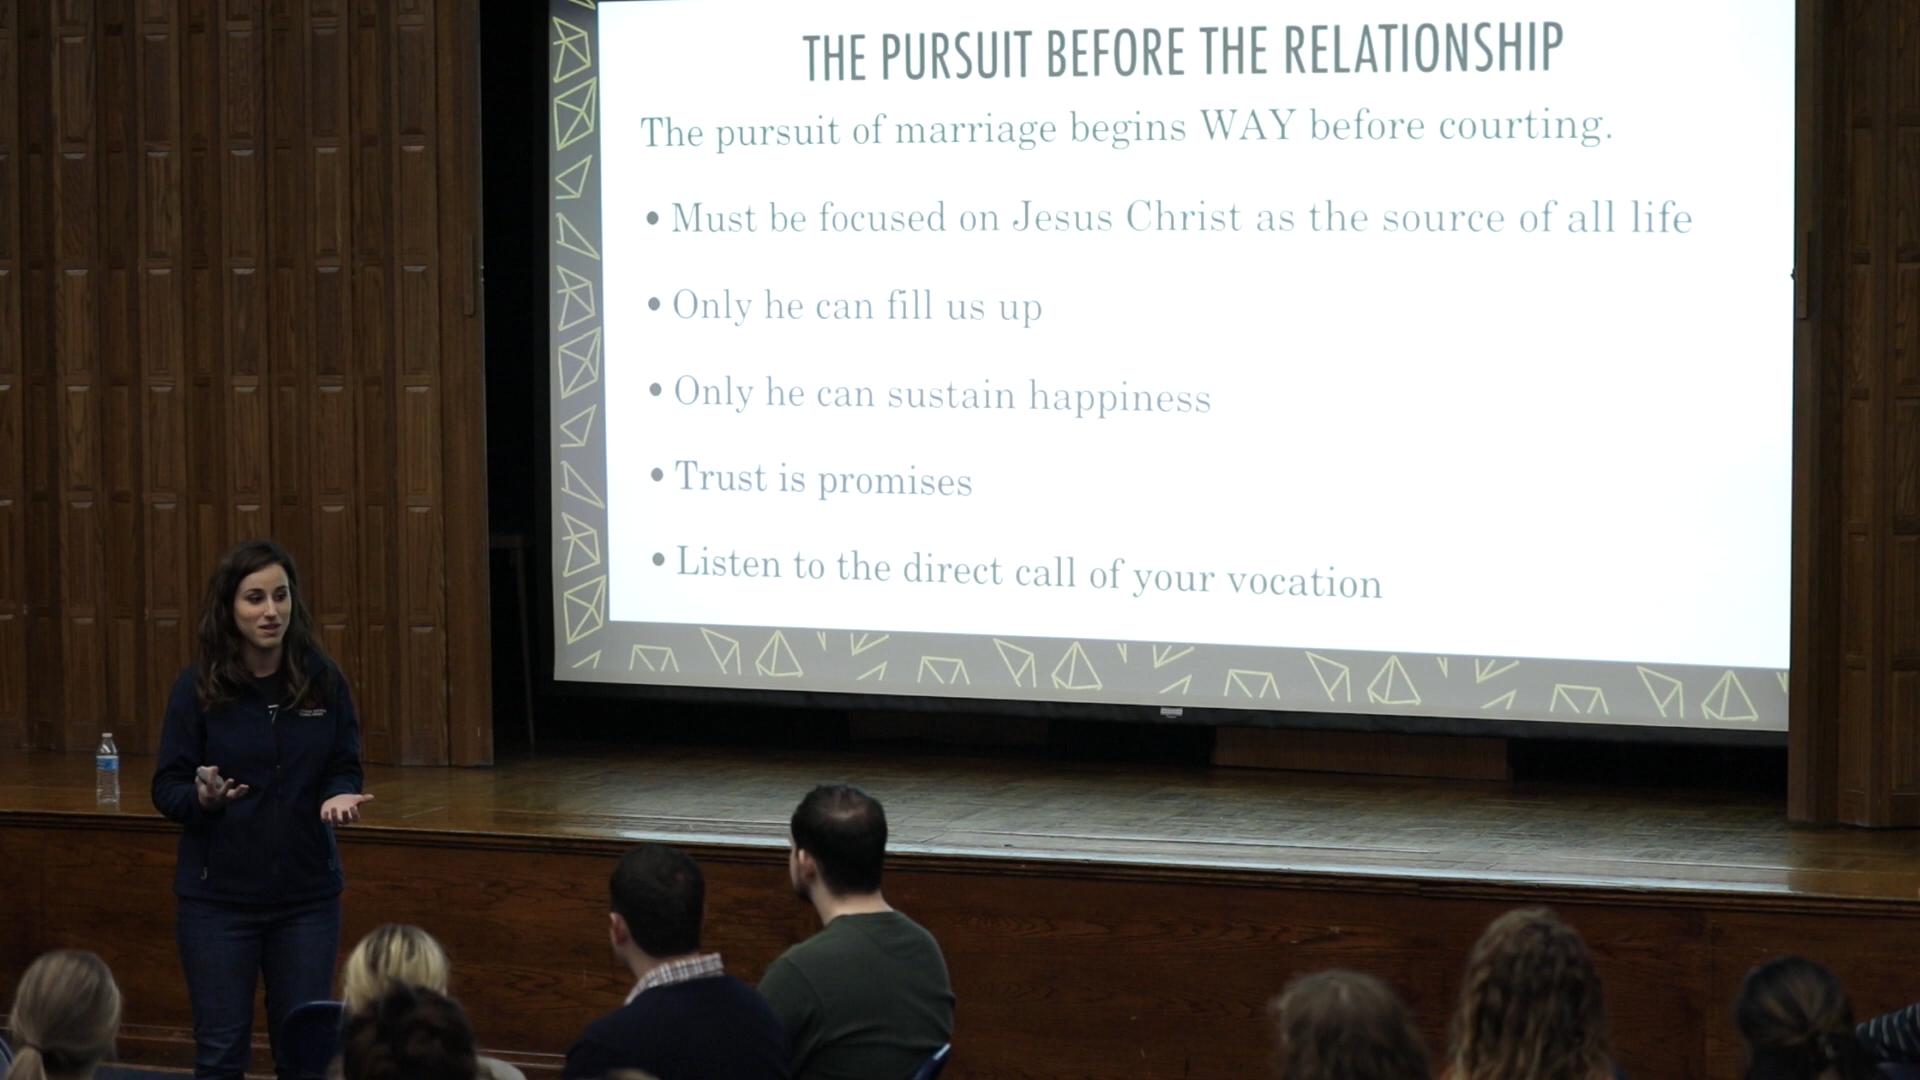 THE PURSUIT BEFORE THE RELATIONSHIP
The pursuit of marriage begins WAY before courting.
• Must be focused on Jesus Christ as the source of all life
• Only he can fill us up
• Only he can sustain happiness
• Trust is promises
• Listen to the direct call of your vocation